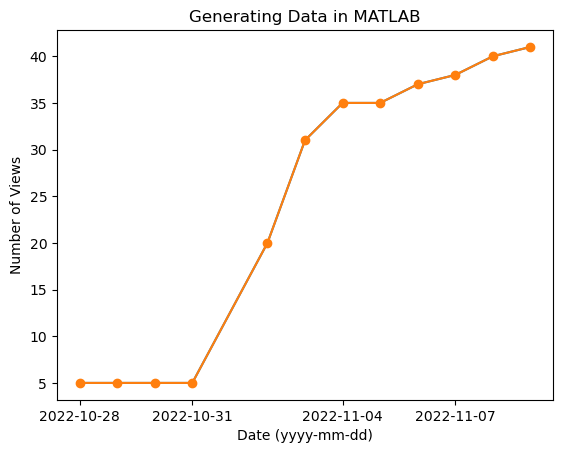 Generating Data in MATLAB
Number of Views
40
35
30
25
20
15
10
5
2022-10-28 2022-10-31 2022-11-04 2022-11-07
Date (yyyy-mm-dd)